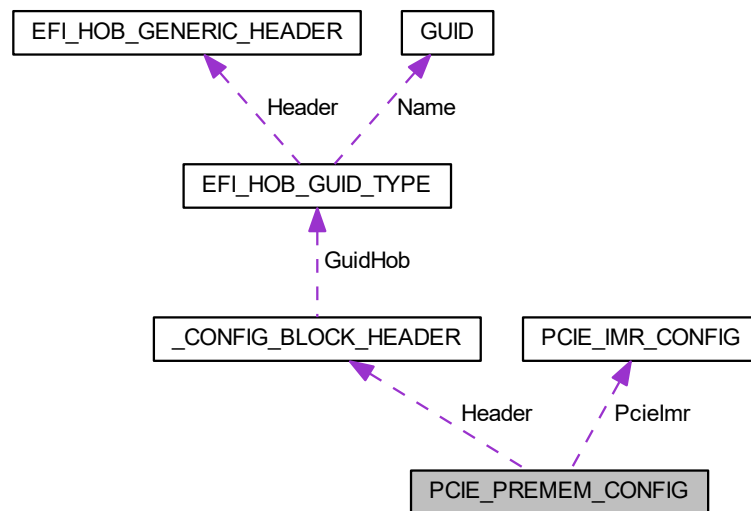 EFI_HOB_GENERIC_HEADER
GUID
Header
Name
EFI_HOB_GUID_TYPE
GuidHob
_CONFIG_BLOCK_HEADER
PCIE_IMR_CONFIG
Header
PcieImr
PCIE_PREMEM_CONFIG